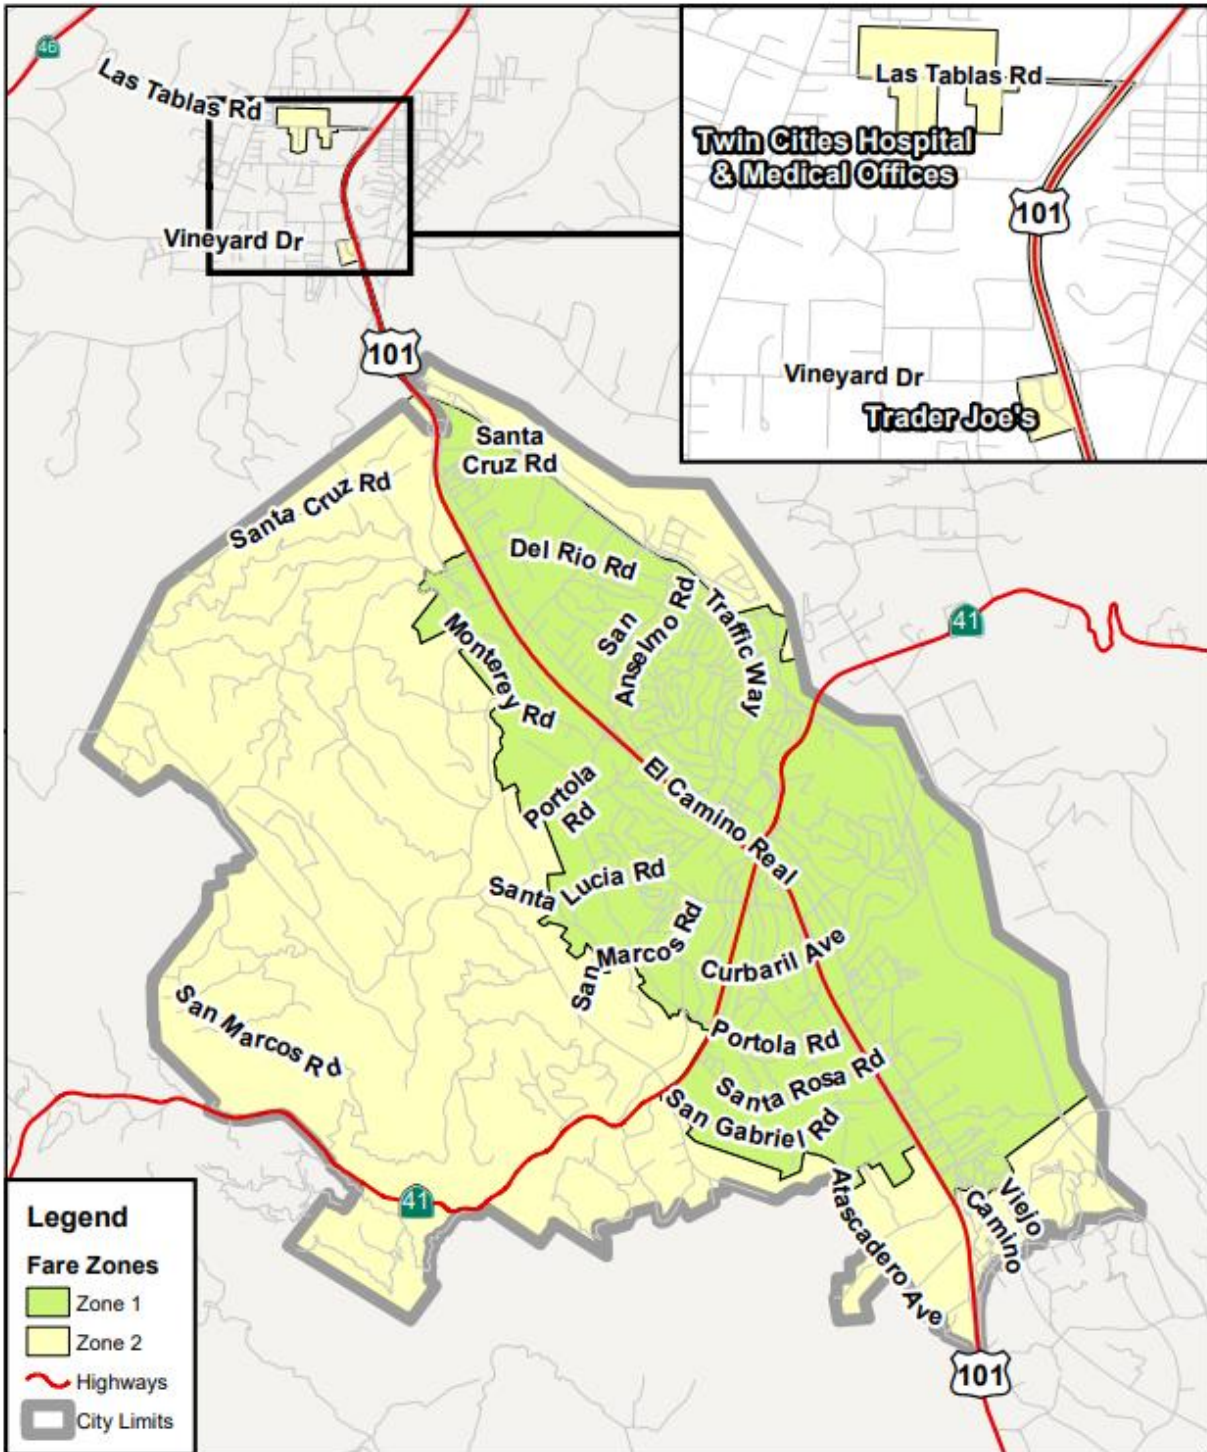 46
Las Tablas Rd
Vineyard Dr
101
Las Tablas Rd
Twin Cities Hospital
& Medical Offices
101
Vineyard Dr
Trader Joe's
Santa
Cruz Rd
Santa Cruz Rd
Del Rio Rd
San
Anselmo Rd
Traffic Way
41
Monterey Rd
El Camino Real
Portola
Rd
Santa Lucia Rd
San Marcos Rd
Curbaril Ave
San Marcos Rd
Portola Rd
Santa Rosa Rd
San Gabriel Rd
41
Atascadero Ave
Viejo
Camino
101
Legend
Fare Zones
Zone 1
Zone 2
Highways
City Limits